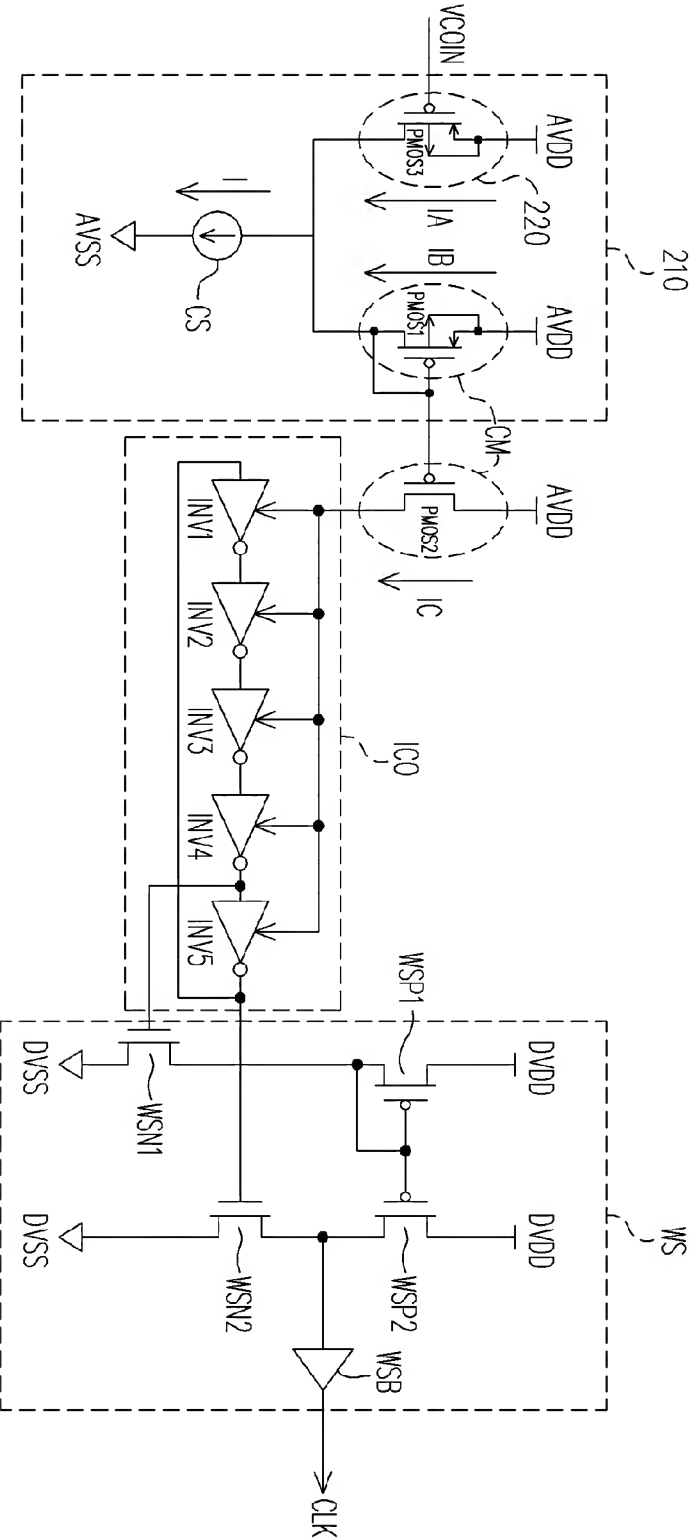 210
AVDD
AVDD
AVDD
VCOIN
PMOS3
220
IA
IB
PMOS1
CM
PMOS2
IC
I
CS
AVSS
ICO
INV1
INV2
INV3
INV4
INV5
WS
DVDD
DVDD
WSP1
WSP2
WSB
CLK
WSN1
WSN2
DVSS
DVSS